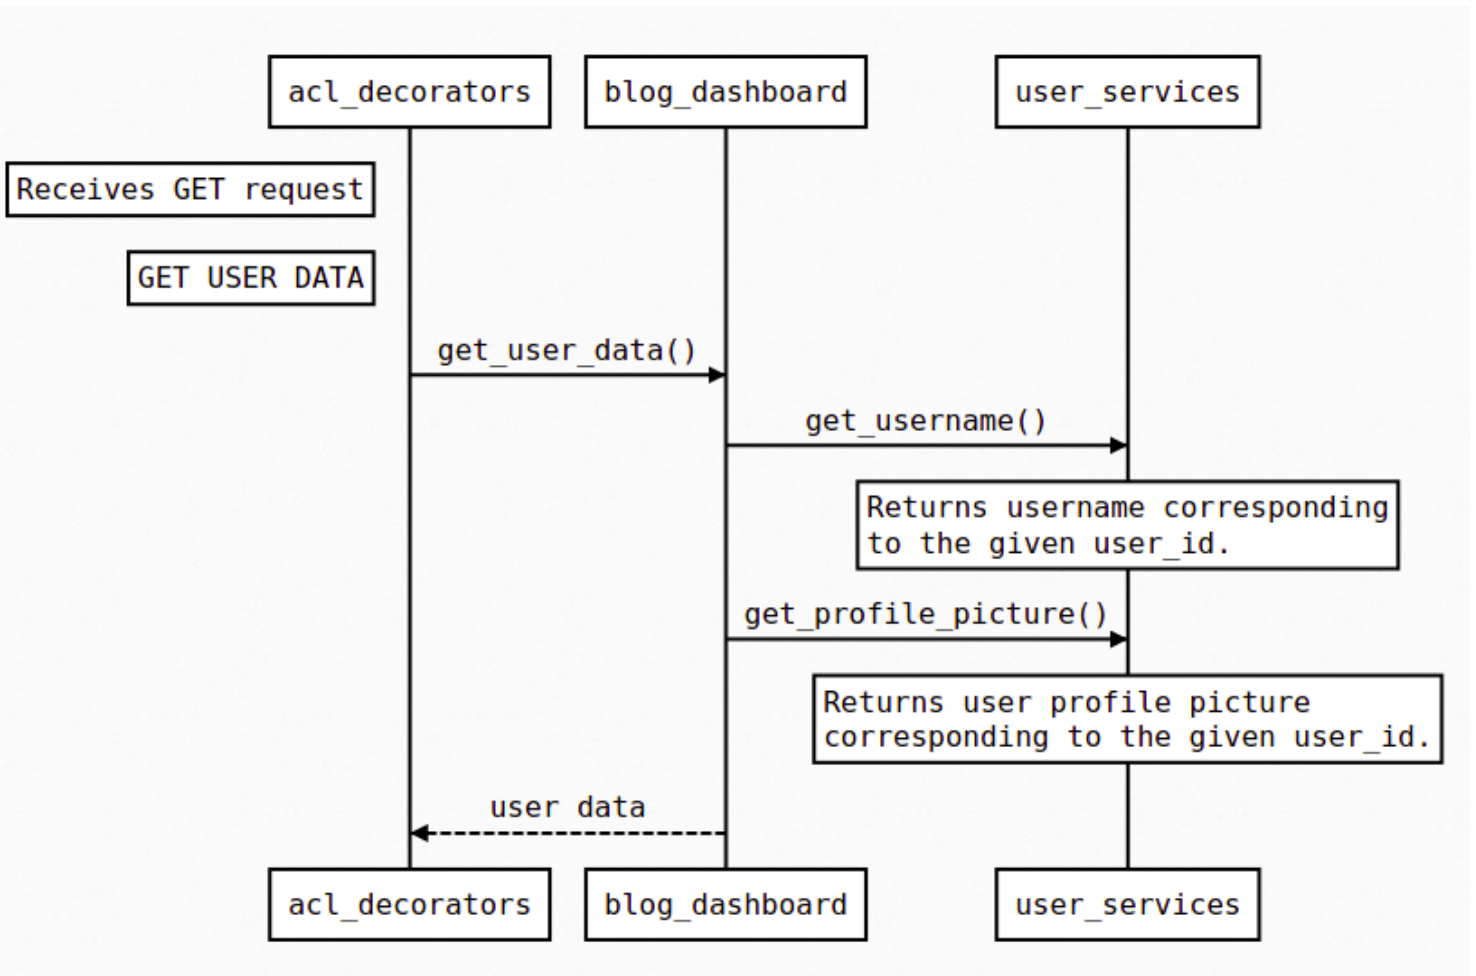 acl_decorators
blog_dashboard
user_services
Receives GET request
GET USER DATA
get_user_data()
get_username()
Returns username corresponding
to the given user_id.
get_profile_picture()
Returns user profile picture
corresponding to the given user_id.
user data
acl_decorators
blog_dashboard
user_services